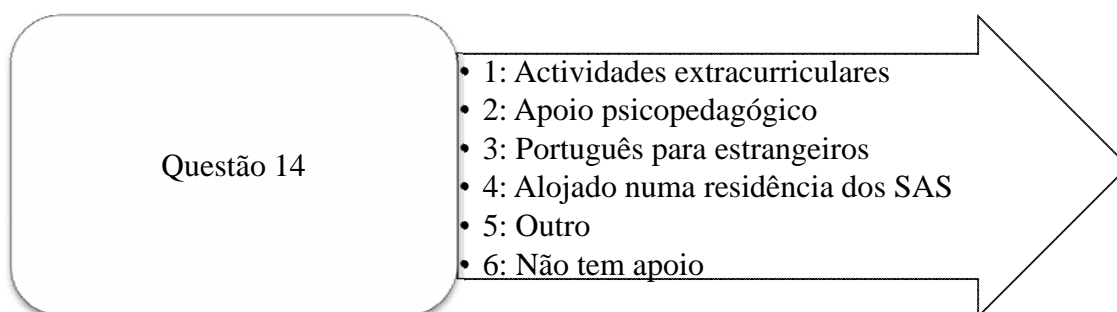 Questão 14
• 1: Actividades extracurriculares
• 2: Apoio psicopedagógico
• 3: Português para estrangeiros
• 4: Alojado numa residência dos SAS
• 5: Outro
• 6: Não tem apoio